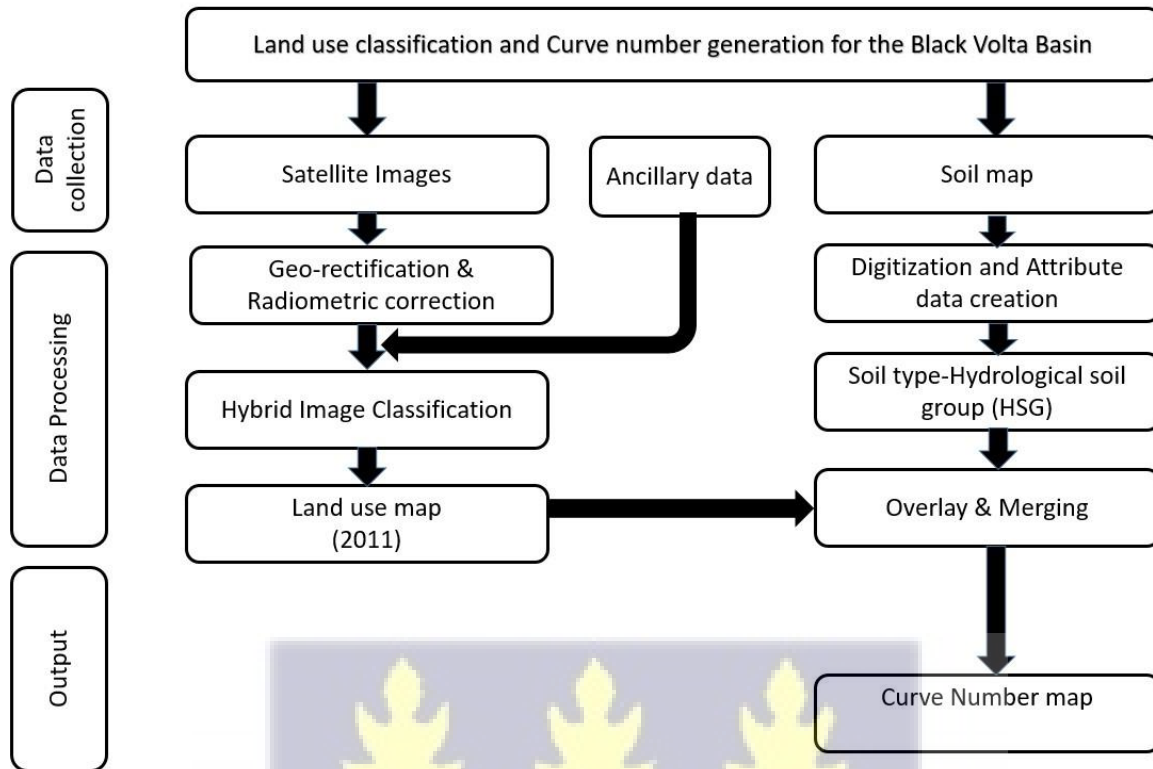 Land use classification and Curve number generation for the Black Volta Basin
Data
collection
Satellite Images
Ancillary data
Soil map
Data Processing
Geo-rectification &
Radiometric correction
Digitization and Attribute
data creation
Hybrid Image Classification
Soil type-Hydrological soil
group (HSG)
Land use map
(2011)
Overlay & Merging
Output
Curve Number map